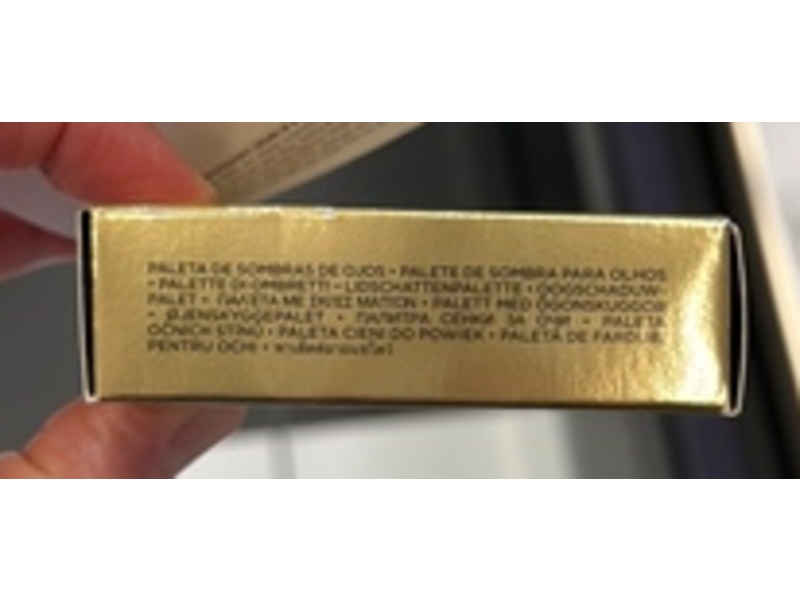 PALETA DE SOMBRAS DE OJOS • PALETE DE SOMBRA PARA OLHOS
• PALETTE DI OMBRETTI • LIDSCHATTENPALETTE • OOGSCHADUW-
PALET • ΠΑΛΕΤΑ ΜΕ ΣΚΙΕΣ ΜΑΤΙΩΝ • PALETT MED ÖGONSKUGGOR
• ØJENSKYGGEPALET • ПАЛИТРА СЕНКИ ЗА ОЧИ • PALETA
OČNÍCH STÍNŮ • PALETA CIENI DO POWIEK • PALETĂ DE FARDURI
PENTRU OCHI •